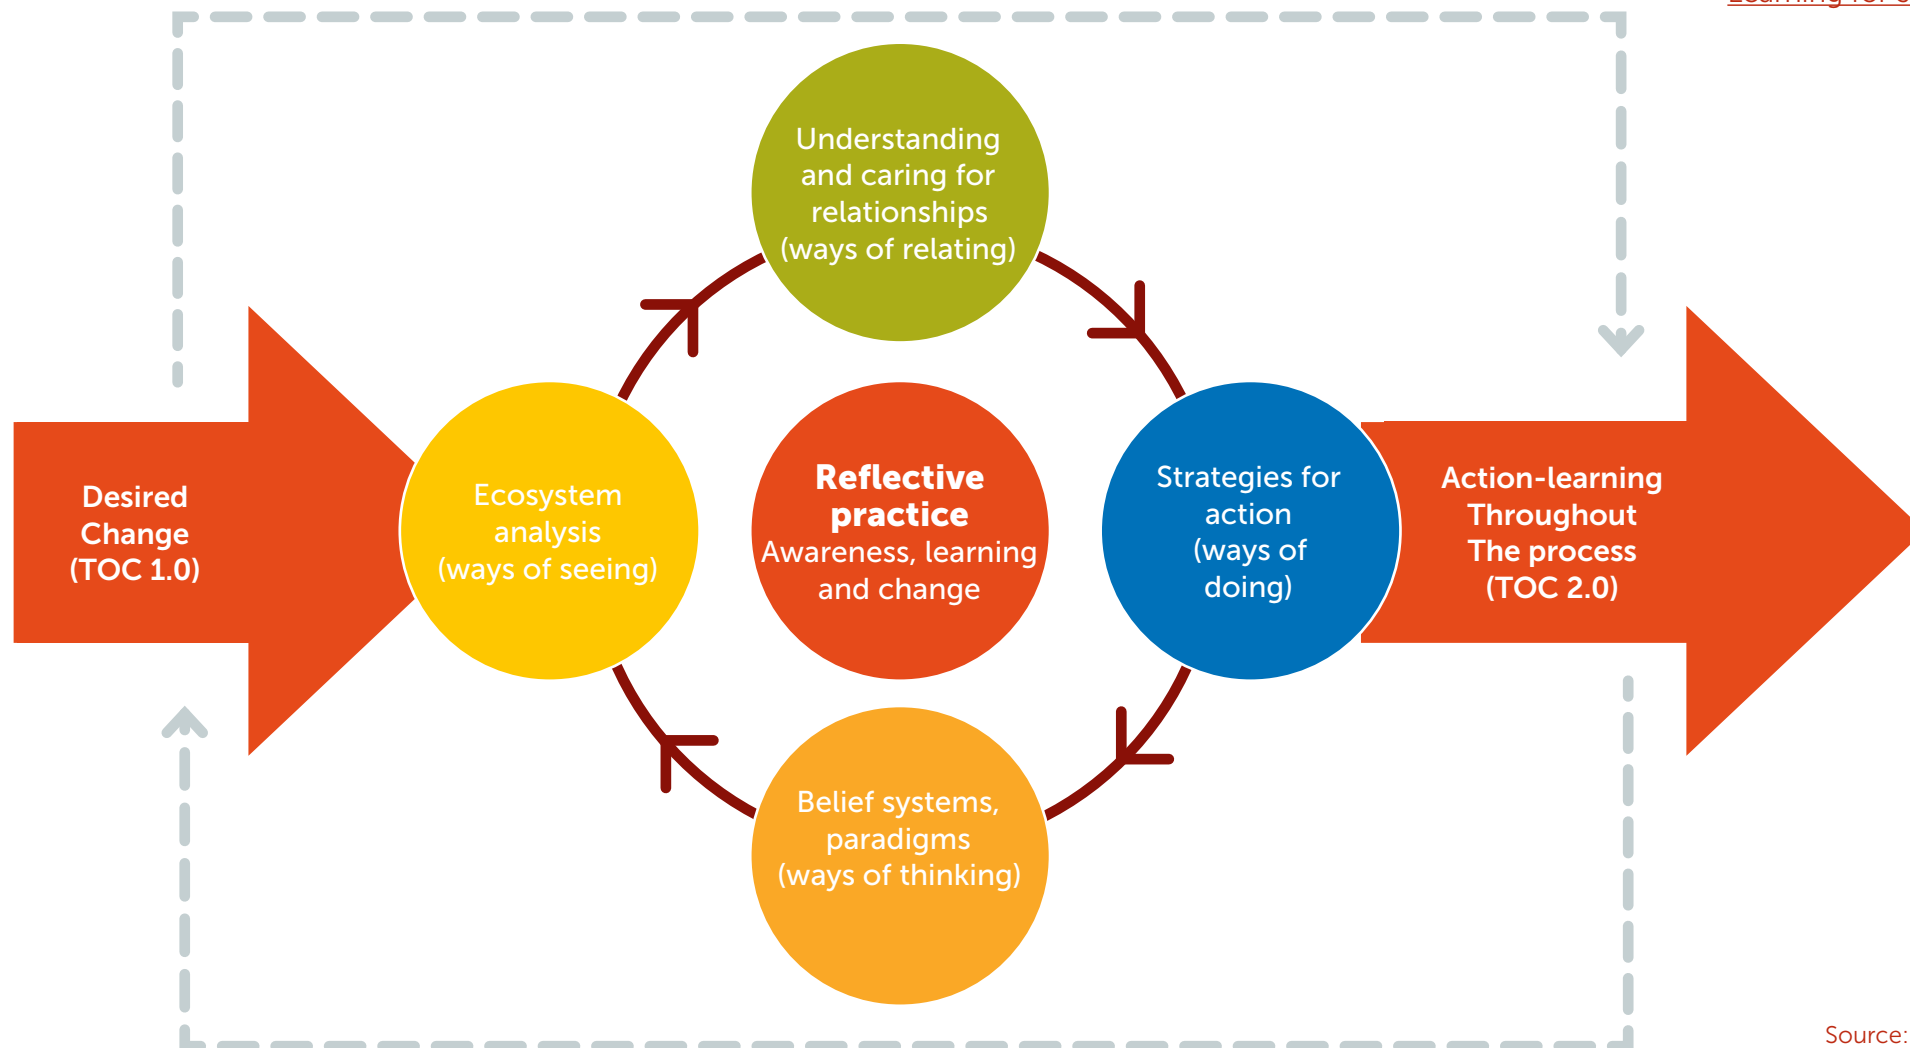 Learning for
Understanding
and caring for
relationships
(ways of relating)
Desired
Change
(TOC 1.0)
Ecosystem
analysis
(ways of seeing)
Reflective
practice
Awareness, learning
and change
Strategies for
action
(ways of
doing)
Action-learning
Throughout
The process
(TOC 2.0)
Belief systems,
paradigms
(ways of thinking)
Source: